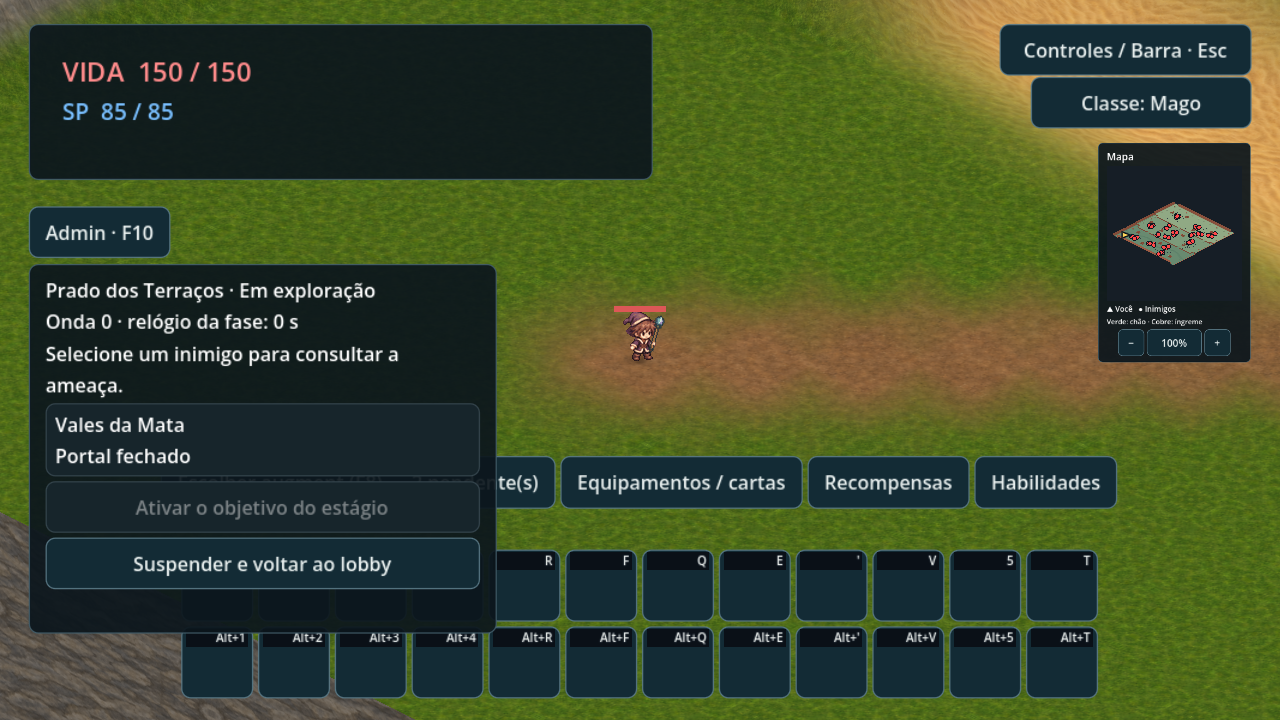 VIDA 150 / 150
SP 85 / 85
Controles / Barra · Esc
Classe: Mago
Mapa
▲ Você ● Inimigos
Verde: chão · Cobre: íngreme
− 100% +
Admin · F10
Prado dos Terraços · Em exploração
Onda 0 · relógio da fase: 0 s
Selecione um inimigo para consultar a
ameaça.
Vales da Mata
Portal fechado
Ativar o objetivo do estágio
Suspender e voltar ao lobby
nte(s)
Equipamentos / cartas
Recompensas
Habilidades
R F Q E ' V 5 T
Alt+1 Alt+2 Alt+3 Alt+4 Alt+R Alt+F Alt+Q Alt+E Alt+' Alt+V Alt+5 Alt+T